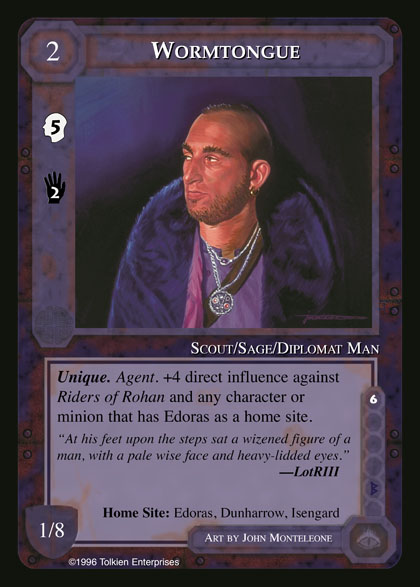 2
WORMTONGUE
5
2
SCOUT/SAGE/DIPLOMAT MAN
Unique. Agent. +4 direct influence against
Riders of Rohan and any character or
minion that has Edoras as a home site.
6
“At his feet upon the steps sat a wizened figure of a
man, with a pale wise face and heavy-lidded eyes.”
—LotRIII
Home Site: Edoras, Dunharrow, Isengard
1/8
ART BY JOHN MONTELEONE
©1996 Tolkien Enterprises